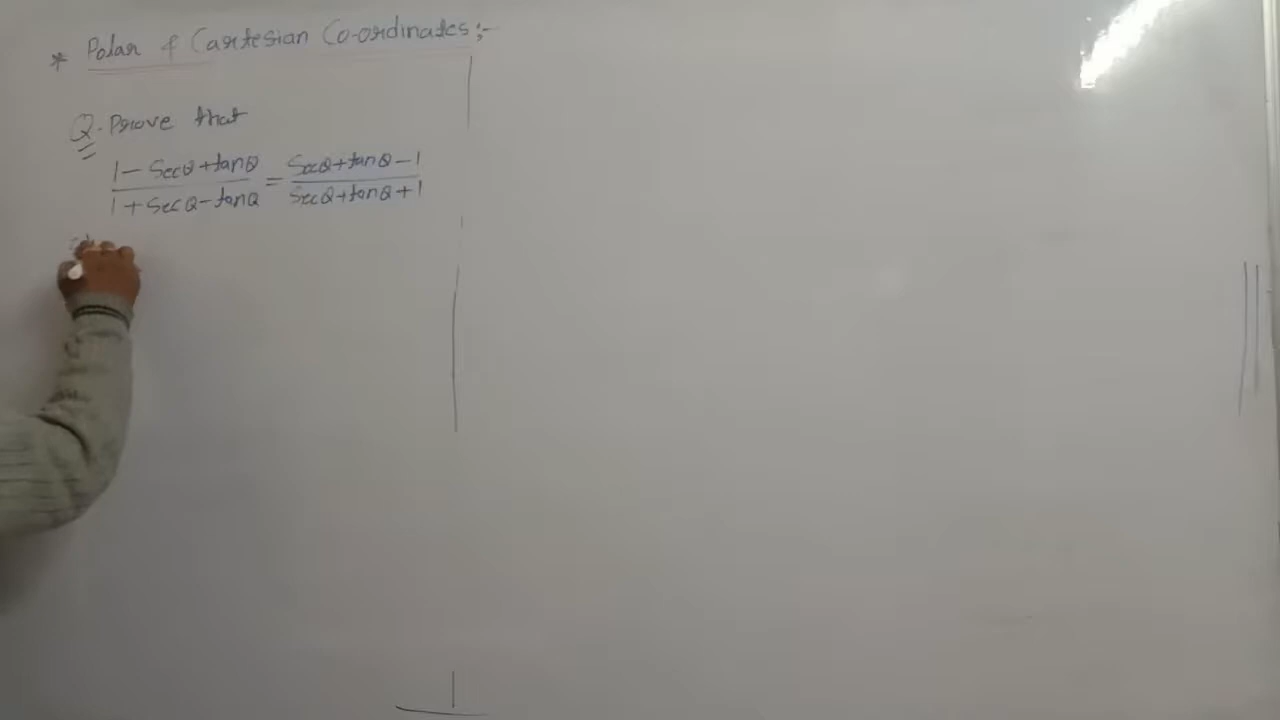 * Polar & Cartesian Co-ordinates:-
Q. Prove that
1 - Secθ + tanθ / 1 + Secθ - tanθ = Secθ + tanθ - 1 / Secθ + tanθ + 1